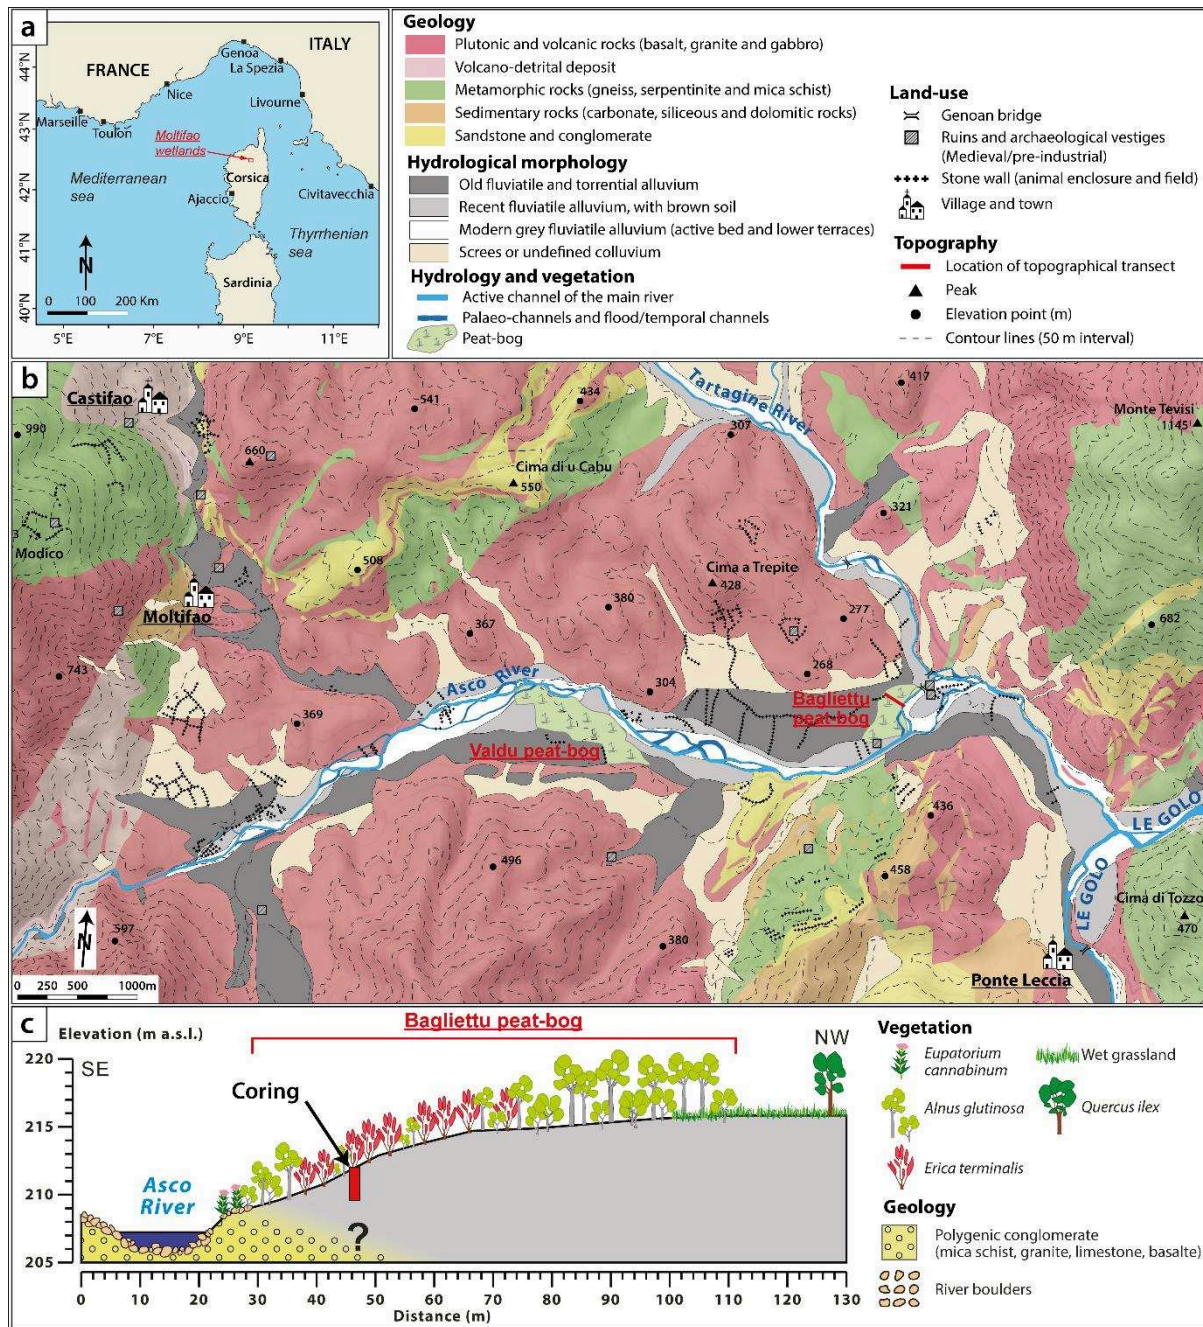 a
ITALY
FRANCE
Genoa
La Spezia
Nice
Livourne
Marseille
Toulon
Moltifao
wetlands
Mediterranean
sea
Corsica
Ajaccio
Civitavecchia
Thyrrhenian
sea
Sardinia
N
0 100 200 Km
44°N
43°N
42°N
41°N
40°N
5°E
7°E
9°E
11°E
Geology
Plutonic and volcanic rocks (basalt, granite and gabbro)
Volcano-detrital deposit
Metamorphic rocks (gneiss, serpentinite and mica schist)
Sedimentary rocks (carbonate, siliceous and dolomitic rocks)
Sandstone and conglomerate
Hydrological morphology
Old fluviatile and torrential alluvium
Recent fluviatile alluvium, with brown soil
Modern grey fluviatile alluvium (active bed and lower terraces)
Screes or undefined colluvium
Hydrology and vegetation
Active channel of the main river
Palaeo-channels and flood/temporal channels
Peat-bog
Land-use
Genoan bridge
Ruins and archaeological vestiges
(Medieval/pre-industrial)
Stone wall (animal enclosure and field)
Village and town
Topography
Location of topographical transect
Peak
Elevation point (m)
Contour lines (50 m interval)
b
Castifao
990
541
434
Tartagine River
417
Monte Tevisi
1145
307
660
Cima di u Cabu
550
321
3
Modico
508
Moltifao
Cima a Trepite
428
380
277
367
682
743
268
Asco River
304
Bagliettu
peat-bog
369
Valdu peat-bog
436
LE GOLO
496
458
LE GOLO
Cima di Tozzo
470
597
380
N
Ponte Leccia
0 250 500 1000m
c
Elevation (m a.s.l.)
Bagliettu peat-bog
220
SE
NW
Coring
215
210
Asco
River
?
205
0 10 20 30 40 50 60 70 80 90 100 110 120 130
Distance (m)
Vegetation
Eupatorium
cannabinum
Wet grassland
Alnus glutinosa
Quercus ilex
Erica terminalis
Geology
Polygenic conglomerate
(mica schist, granite, limestone, basalte)
River boulders